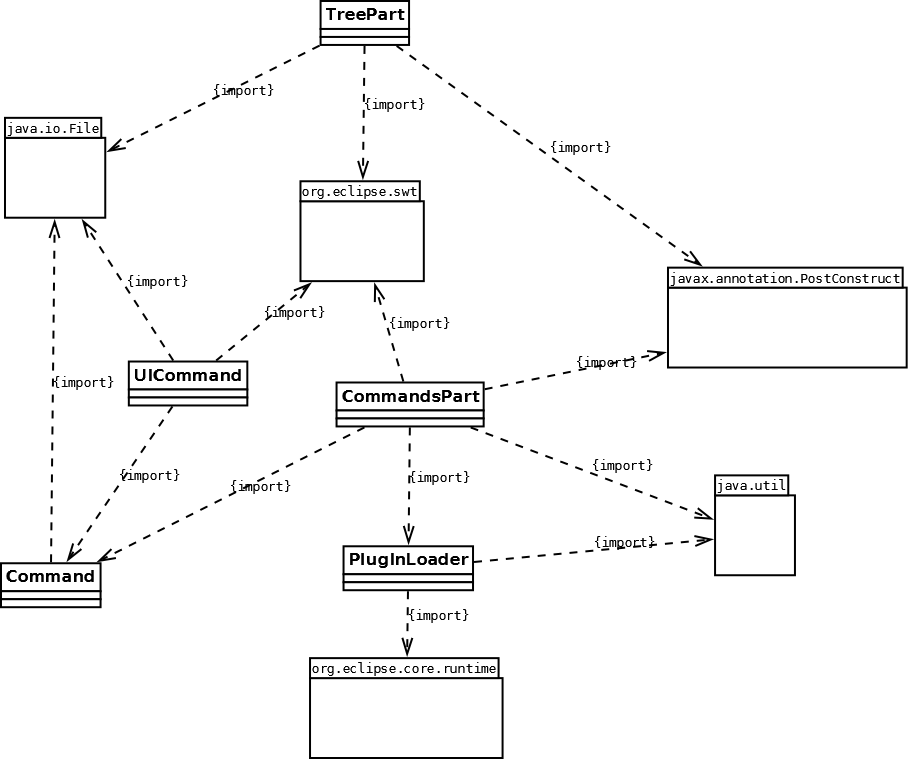 TreePart
{import}
{import}
java.io.File
{import}
org.eclipse.swt
javax.annotation.PostConstruct
{import}
{import}
{import}
{import}
UICommand
{import}
CommandsPart
{import}
{import}
{import}
{import}
java.util
{import}
{import}
PlugInLoader
Command
{import}
org.eclipse.core.runtime